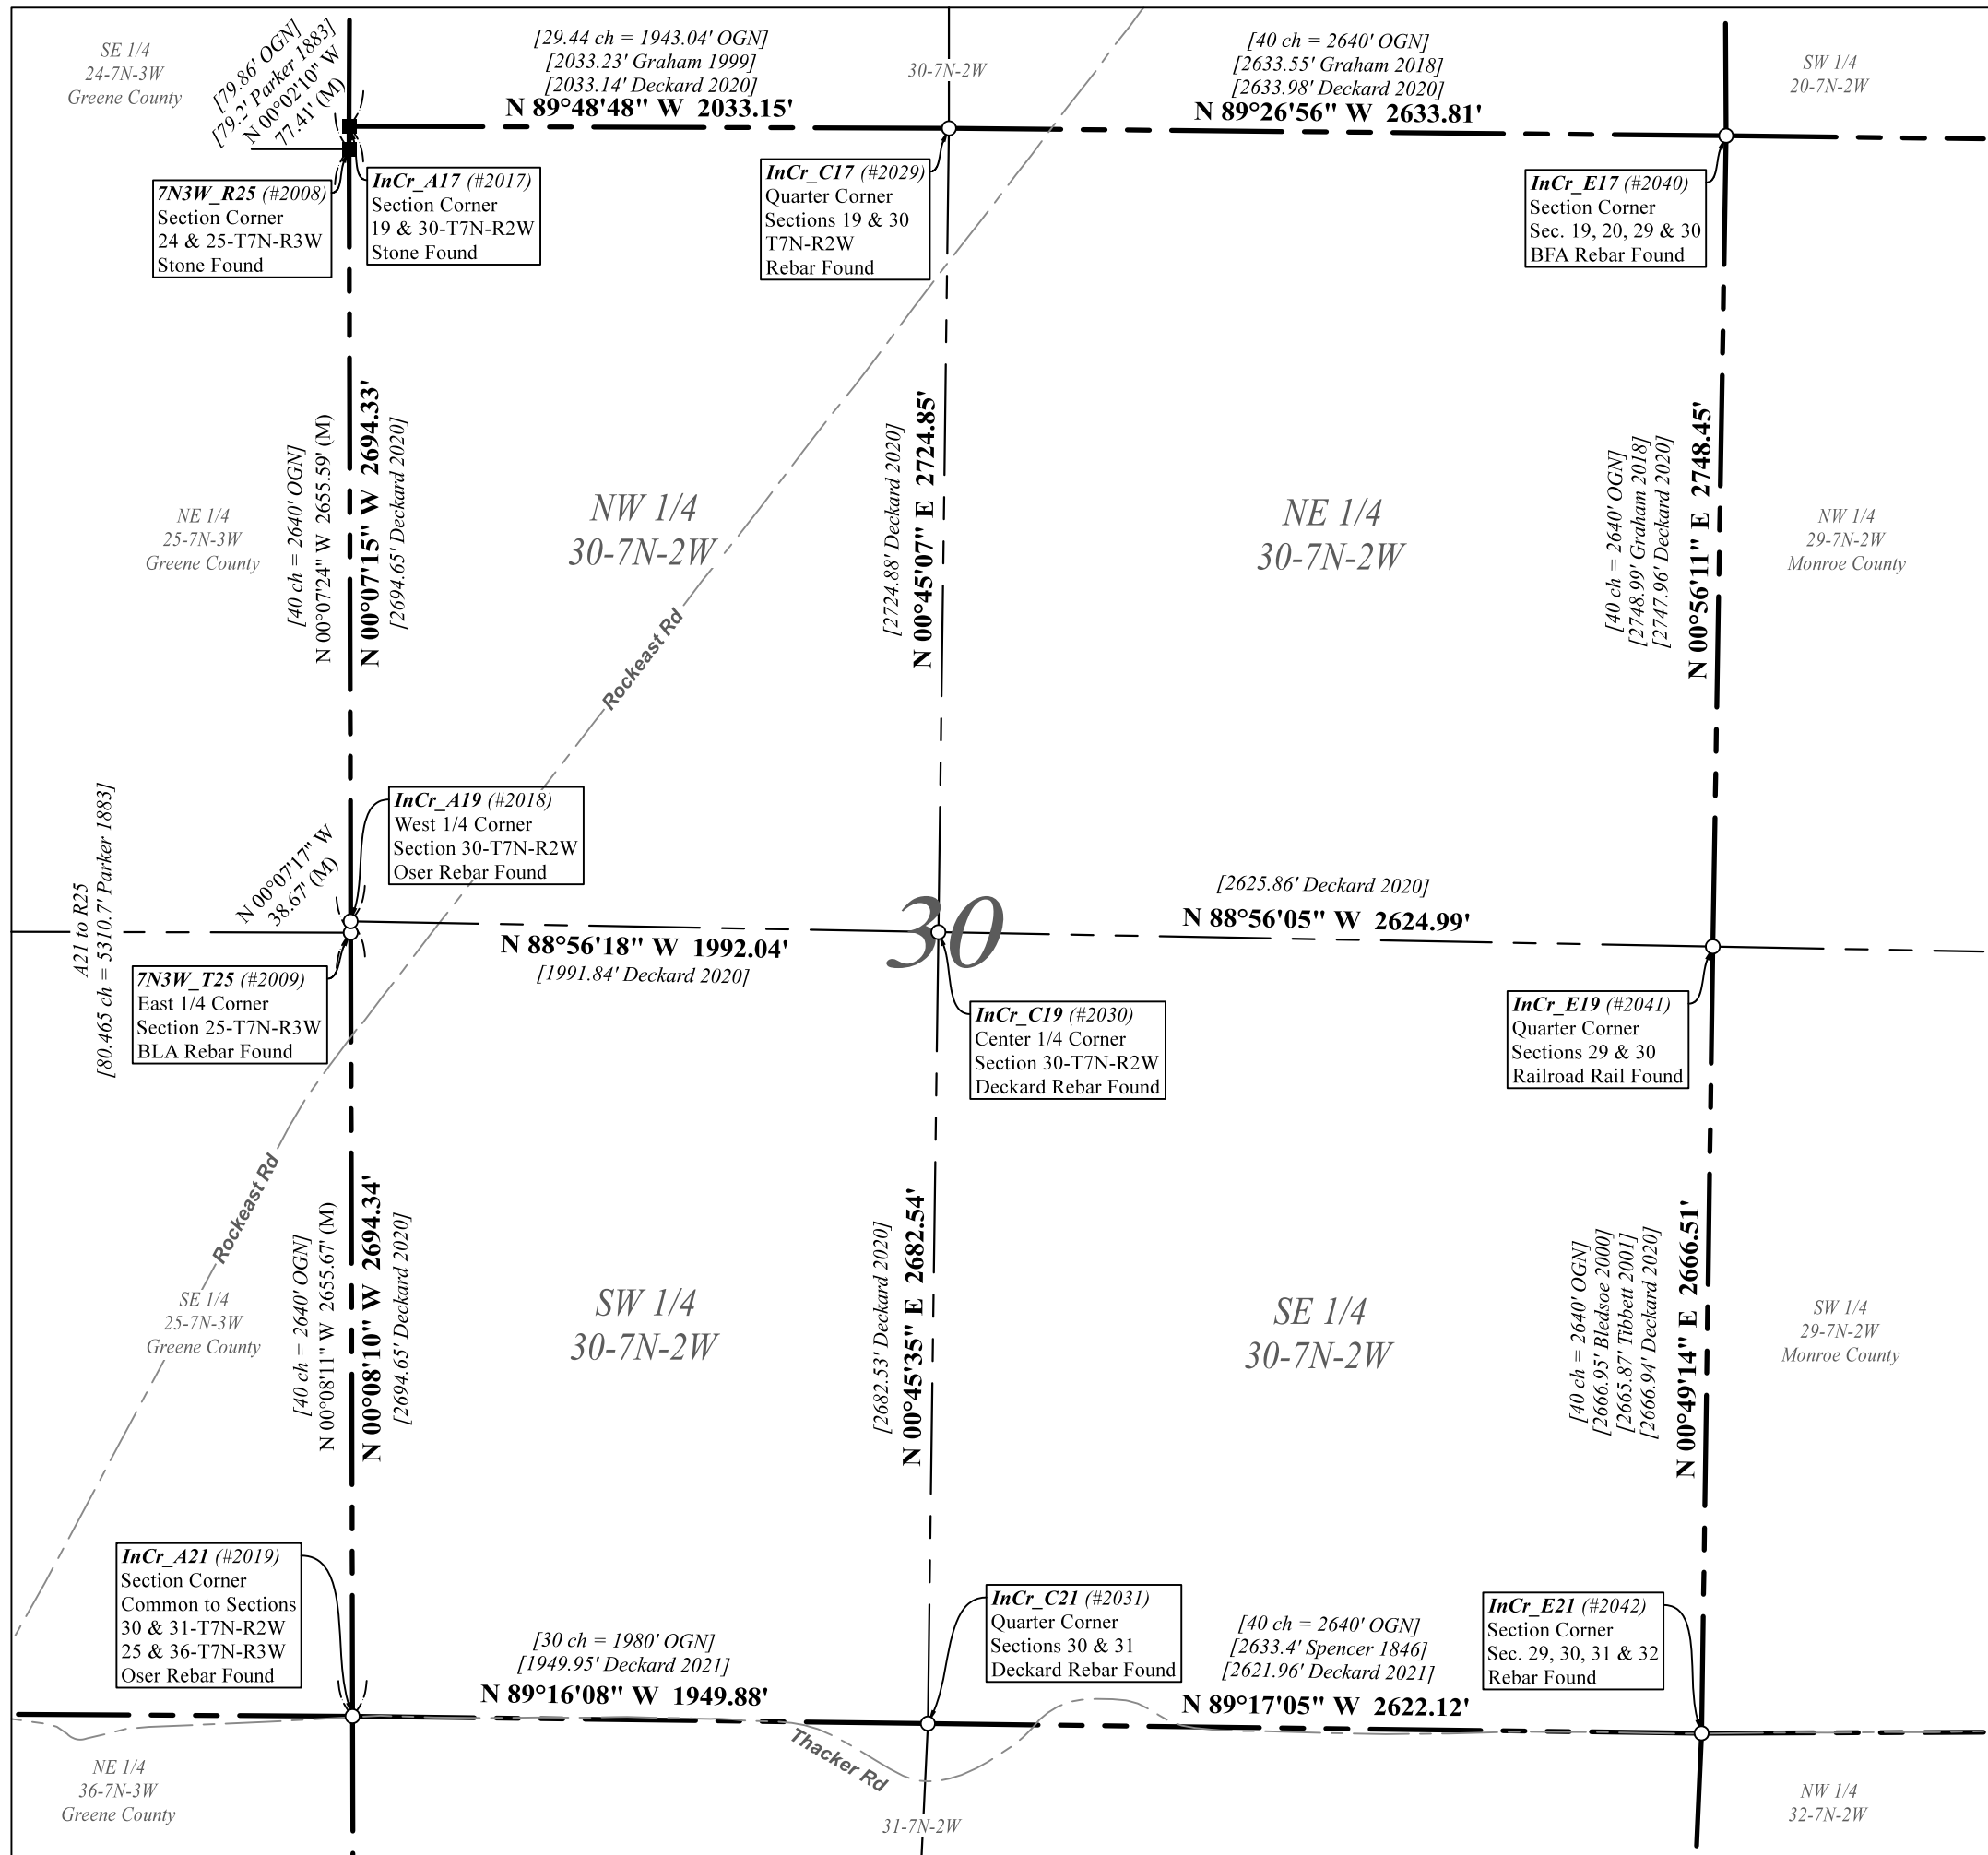 SE 1/4
24-7N-3W
Greene County
[79.86' OGN]
[79.2' Parker 1883]
N 00°02'10" W
77.41' (M)
[29.44 ch = 1943.04' OGN]
[2033.23' Graham 1999]
[2033.14' Deckard 2020]
N 89°48'48" W 2033.15'
30-7N-2W
[40 ch = 2640' OGN]
[2633.55' Graham 2018]
[2633.98' Deckard 2020]
N 89°26'56" W 2633.81'
SW 1/4
20-7N-2W
7N3W_R25 (#2008)
Section Corner
24 & 25-T7N-R3W
Stone Found
InCr_A17 (#2017)
Section Corner
19 & 30-T7N-R2W
Stone Found
InCr_C17 (#2029)
Quarter Corner
Sections 19 & 30
T7N-R2W
Rebar Found
InCr_E17 (#2040)
Section Corner
Sec. 19, 20, 29 & 30
BFA Rebar Found
NE 1/4
25-7N-3W
Greene County
[40 ch = 2640' OGN]
N 00°07'24" W 2655.59' (M)
N 00°07'15" W 2694.33'
[2694.65' Deckard 2020]
NW 1/4
30-7N-2W
Rockeast Rd
[2724.88' Deckard 2020]
N 00°45'07" E 2724.85'
NE 1/4
30-7N-2W
[40 ch = 2640' OGN]
[2748.99' Graham 2018]
[2747.96' Deckard 2020]
N 00°56'11" E 2748.45'
NW 1/4
29-7N-2W
Monroe County
A21 to R25
[80.465 ch = 5310.7' Parker 1883]
N 00°07'17" W
38.67' (M)
InCr_A19 (#2018)
West 1/4 Corner
Section 30-T7N-R2W
Oser Rebar Found
7N3W_T25 (#2009)
East 1/4 Corner
Section 25-T7N-R3W
BLA Rebar Found
N 88°56'18" W 1992.04'
[1991.84' Deckard 2020]
30
[2625.86' Deckard 2020]
N 88°56'05" W 2624.99'
InCr_C19 (#2030)
Center 1/4 Corner
Section 30-T7N-R2W
Deckard Rebar Found
InCr_E19 (#2041)
Quarter Corner
Sections 29 & 30
Railroad Rail Found
Rockeast Rd
SE 1/4
25-7N-3W
Greene County
[40 ch = 2640' OGN]
N 00°08'11" W 2655.67' (M)
N 00°08'10" W 2694.34'
[2694.65' Deckard 2020]
SW 1/4
30-7N-2W
[2682.53' Deckard 2020]
N 00°45'35" E 2682.54'
SE 1/4
30-7N-2W
[40 ch = 2640' OGN]
[2666.95' Bledsoe 2000]
[2665.87' Tibbett 2001]
[2666.94' Deckard 2020]
N 00°49'14" E 2666.51'
SW 1/4
29-7N-2W
Monroe County
InCr_A21 (#2019)
Section Corner
Common to Sections
30 & 31-T7N-R2W
25 & 36-T7N-R3W
Oser Rebar Found
[30 ch = 1980' OGN]
[1949.95' Deckard 2021]
N 89°16'08" W 1949.88'
InCr_C21 (#2031)
Quarter Corner
Sections 30 & 31
Deckard Rebar Found
[40 ch = 2640' OGN]
[2633.4' Spencer 1846]
[2621.96' Deckard 2021]
N 89°17'05" W 2622.12'
InCr_E21 (#2042)
Section Corner
Sec. 29, 30, 31 & 32
Rebar Found
Thacker Rd
NE 1/4
36-7N-3W
Greene County
31-7N-2W
NW 1/4
32-7N-2W